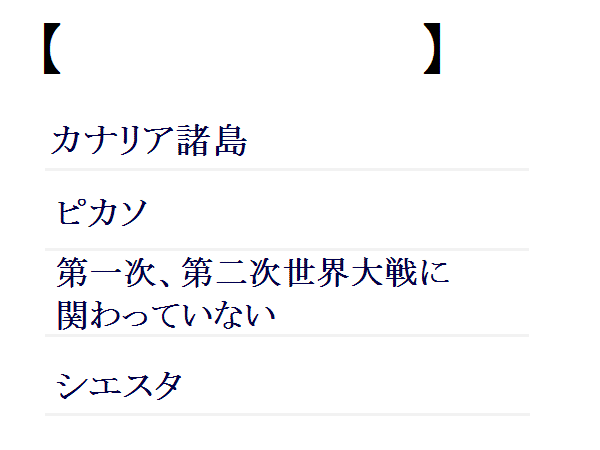 【　　　　　　　　】
カナリア諸島
ピカソ
第一次、第二次世界大戦に
関わっていない
シエスタ